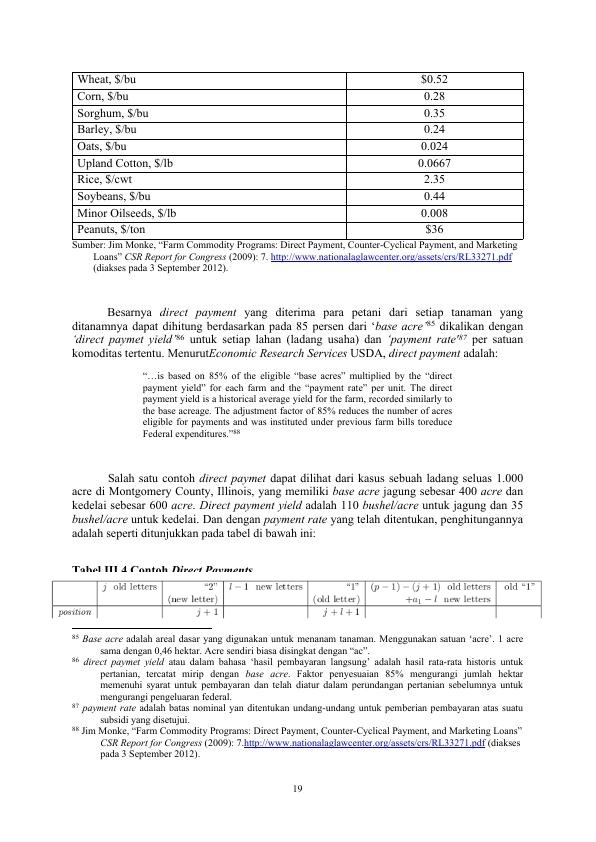 Wheat, $/bu $0.52
Corn, $/bu 0.28
Sorghum, $/bu 0.35
Barley, $/bu 0.24
Oats, $/bu 0.024
Upland Cotton, $/lb 0.0667
Rice, $/cwt 2.35
Soybeans, $/bu 0.44
Minor Oilseeds, $/lb 0.008
Peanuts, $/ton $36
Sumber: Jim Monke, “Farm Commodity Programs: Direct Payment, Counter-Cyclical Payment, and Marketing
Loans” CSR Report for Congress (2009): 7. http://www.nationalaglawcenter.org/assets/crs/RL33271.pdf
(diakses pada 3 September 2012).
Besarnya direct payment yang diterima para petani dari setiap tanaman yang
ditanamnya dapat dihitung berdasarkan pada 85 persen dari ‘base acre’85 dikalikan dengan
‘direct paymet yield’86 untuk setiap lahan (ladang usaha) dan ‘payment rate’87 per satuan
komoditas tertentu. MenurutEconomic Research Services USDA, direct payment adalah:
“…is based on 85% of the eligible “base acres” multiplied by the “direct
payment yield” for each farm and the “payment rate” per unit. The direct
payment yield is a historical average yield for the farm, recorded similarly to
the base acreage. The adjustment factor of 85% reduces the number of acres
eligible for payments and was instituted under previous farm bills toreduce
Federal expenditures.”88
Salah satu contoh direct paymet dapat dilihat dari kasus sebuah ladang seluas 1.000
acre di Montgomery County, Illinois, yang memiliki base acre jagung sebesar 400 acre dan
kedelai sebesar 600 acre. Direct payment yield adalah 110 bushel/acre untuk jagung dan 35
bushel/acre untuk kedelai. Dan dengan payment rate yang telah ditentukan, penghitungannya
adalah seperti ditunjukkan pada tabel di bawah ini:
Tabel III.4 Contoh Direct Payments
j old letters “2” l − 1 new letters “1” (p − 1) − (j + 1) old letters old “1”
(new letter) (old letter) +a₁ − l new letters
position j + 1 j + l + 1
85 Base acre adalah areal dasar yang digunakan untuk menanam tanaman. Menggunakan satuan ‘acre’. 1 acre
sama dengan 0,46 hektar. Acre sendiri biasa disingkat dengan “ac”.
86 direct paymet yield atau dalam bahasa ‘hasil pembayaran langsung’ adalah hasil rata-rata historis untuk
pertanian, tercatat mirip dengan base acre. Faktor penyesuaian 85% mengurangi jumlah hektar
memenuhi syarat untuk pembayaran dan telah diatur dalam perundangan pertanian sebelumnya untuk
mengurangi pengeluaran federal.
87 payment rate adalah batas nominal yan ditentukan undang-undang untuk pemberian pembayaran atas suatu
subsidi yang disetujui.
88 Jim Monke, “Farm Commodity Programs: Direct Payment, Counter-Cyclical Payment, and Marketing Loans”
CSR Report for Congress (2009): 7.http://www.nationalaglawcenter.org/assets/crs/RL33271.pdf (diakses
pada 3 September 2012).
19